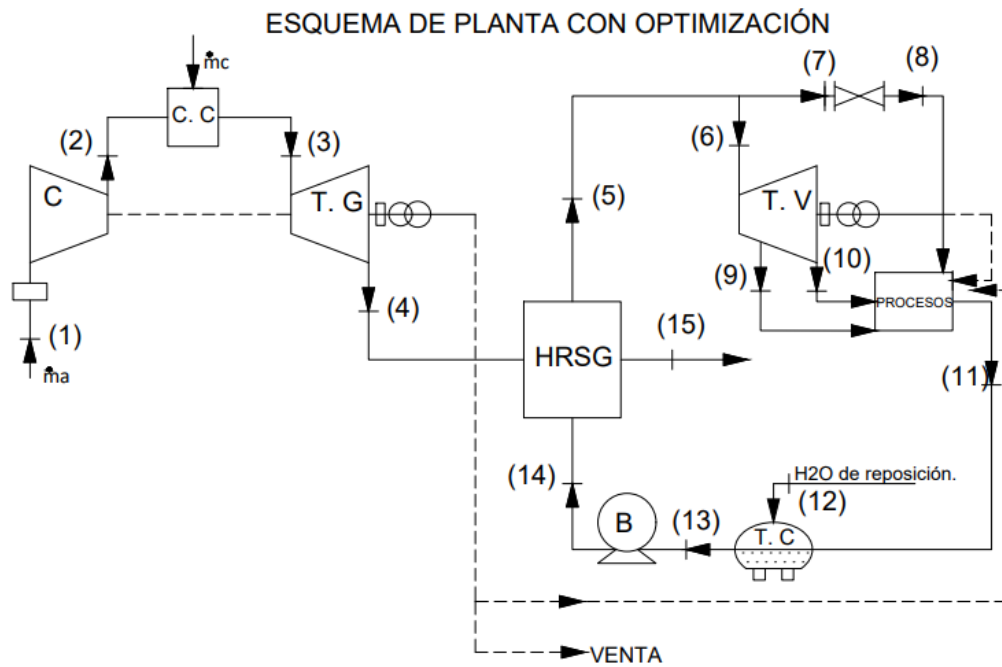 ESQUEMA DE PLANTA CON OPTIMIZACIÓN
ṁc
C. C
(2)
(3)
C
T. G
(1)
ṁa
(4)
(7)
(8)
(6)
(5)
T. V
(9)
(10)
PROCESOS
HRSG
(15)
(11)
(14)
H2O de reposición.
(12)
B
(13)
T. C
VENTA